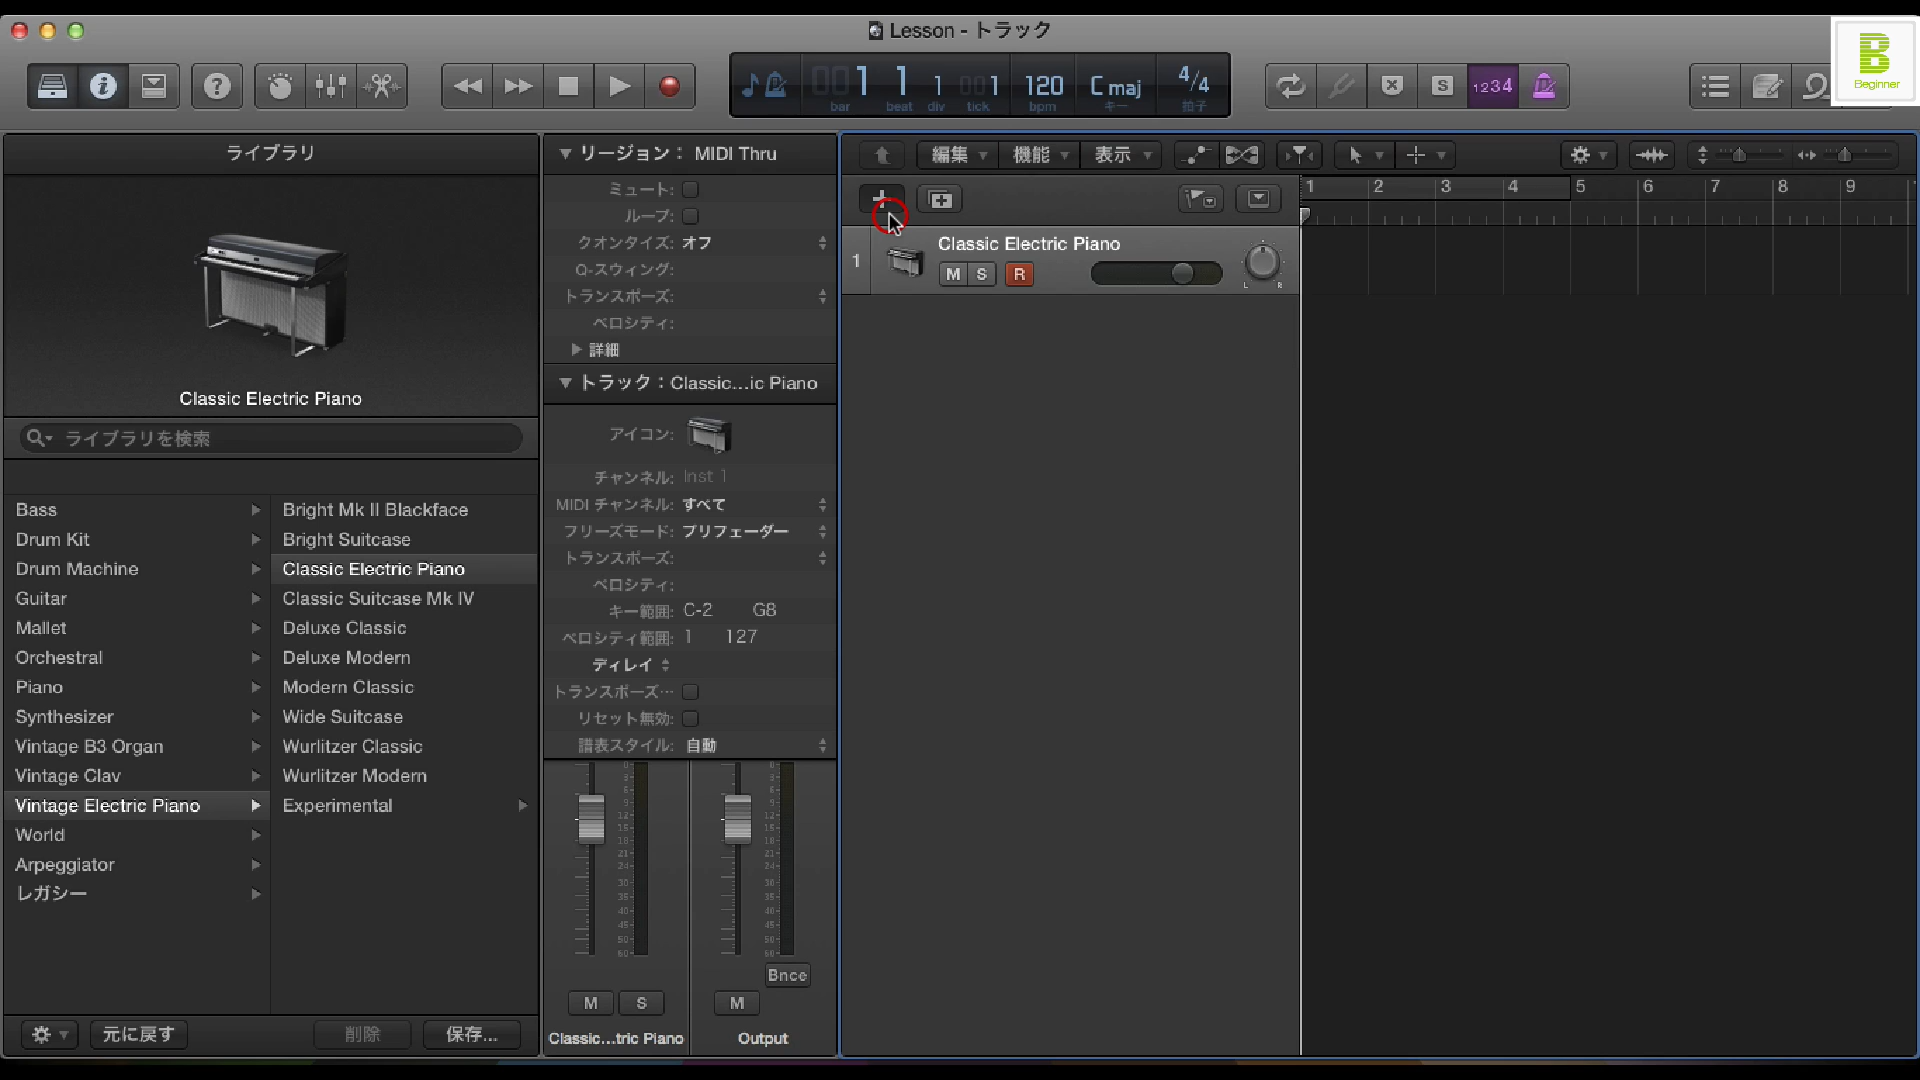 Lesson - トラック
B
Beginner
?
001 1 1 001
bar beat div tick
120
bpm
C maj
キー
4/4
拍子
S
1234
ライブラリ
Classic Electric Piano
ライブラリを検索
Bass
Drum Kit
Drum Machine
Guitar
Mallet
Orchestral
Piano
Synthesizer
Vintage B3 Organ
Vintage Clav
Vintage Electric Piano
World
Arpeggiator
レガシー
Bright Mk II Blackface
Bright Suitcase
Classic Electric Piano
Classic Suitcase Mk IV
Deluxe Classic
Deluxe Modern
Modern Classic
Wide Suitcase
Wurlitzer Classic
Wurlitzer Modern
Experimental
元に戻す
削除
保存...
リージョン： MIDI Thru
ミュート:
ループ:
クオンタイズ: オフ
Q-スウィング:
トランスポーズ:
ベロシティ:
詳細
トラック：Classic...ic Piano
アイコン:
チャンネル: Inst 1
MIDI チャンネル: すべて
フリーズモード: プリフェーダー
トランスポーズ:
ベロシティ:
キー範囲: C-2 G8
ベロシティ範囲: 1 127
ディレイ
トランスポーズ…
リセット無効:
譜表スタイル: 自動
Bnce
M S
M
Classic...tric Piano
Output
編集
機能
表示
1 2 3 4 5 6 7 8 9
1
Classic Electric Piano
M S R
L R